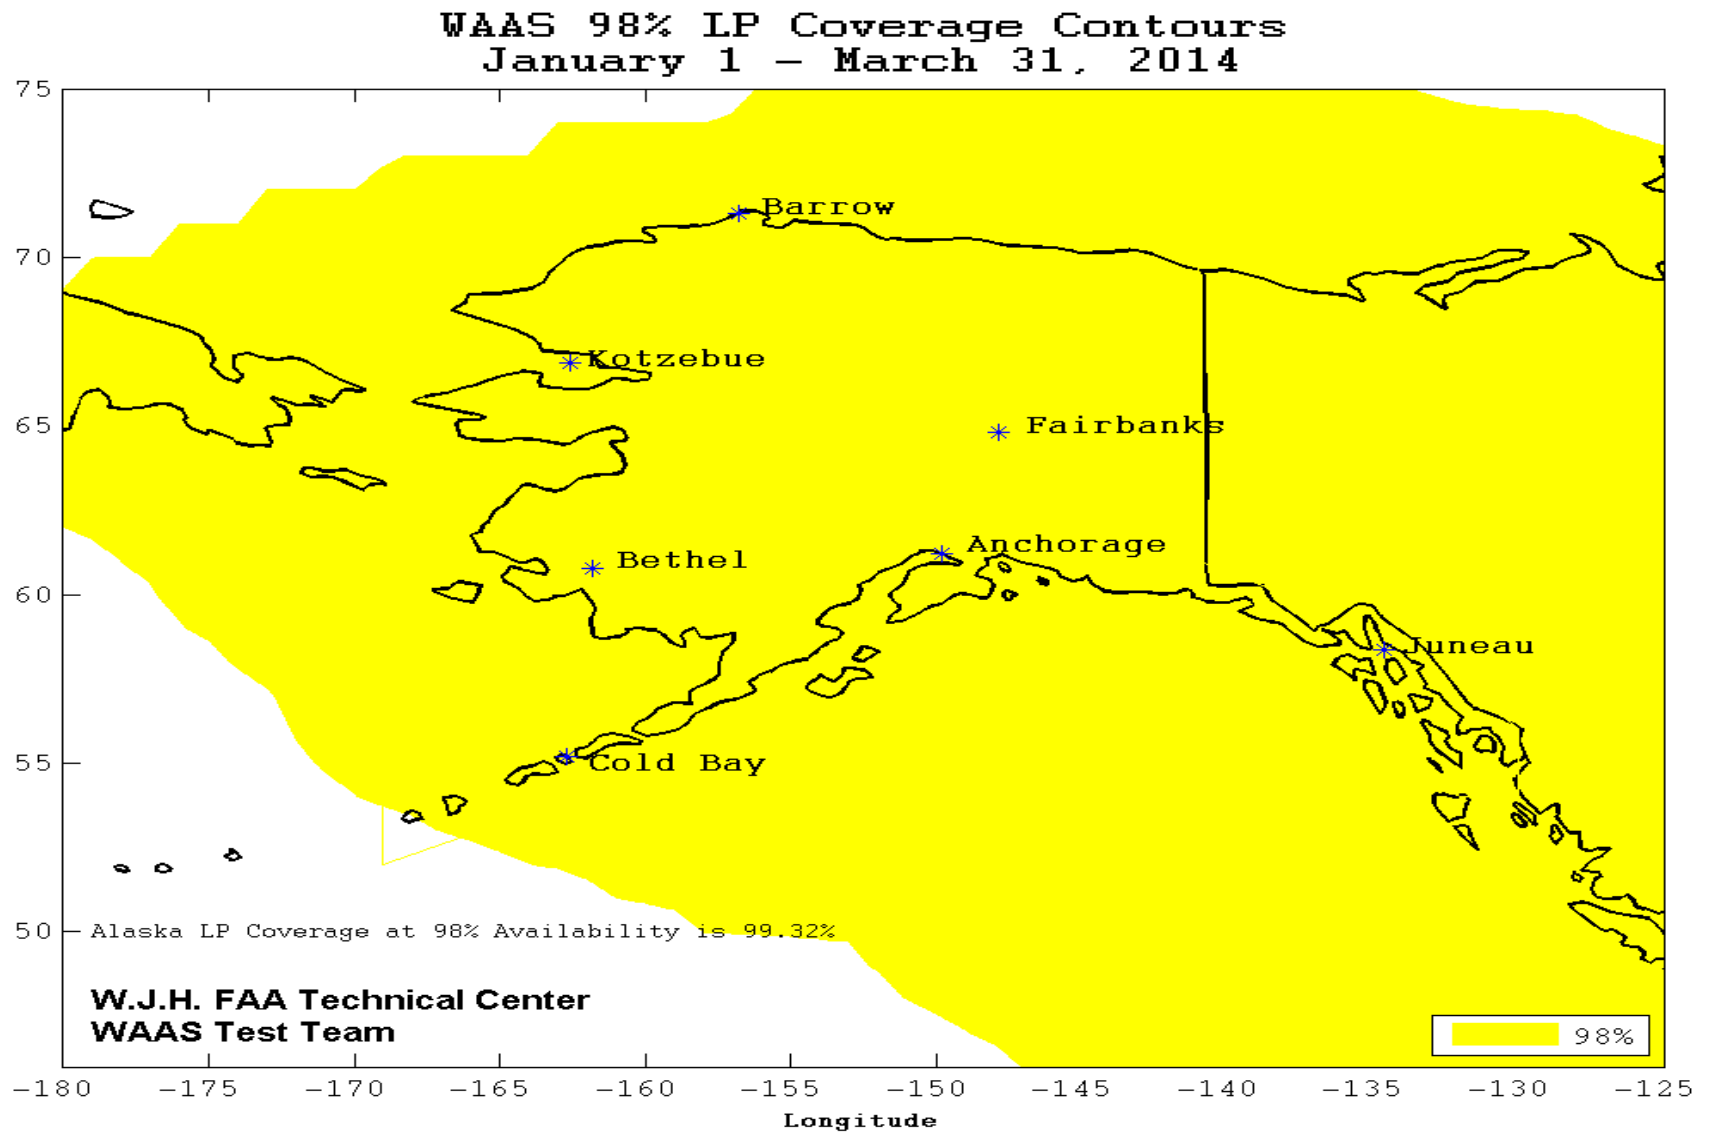 WAAS 98% LP Coverage Contours
January 1 – March 31, 2014
75
70
65
60
55
50
Barrow
Kotzebue
Fairbanks
Anchorage
Bethel
Juneau
Cold Bay
Alaska LP Coverage at 98% Availability is 99.32%
W.J.H. FAA Technical Center
WAAS Test Team
98%
−180 −175 −170 −165 −160 −155 −150 −145 −140 −135 −130 −125
Longitude